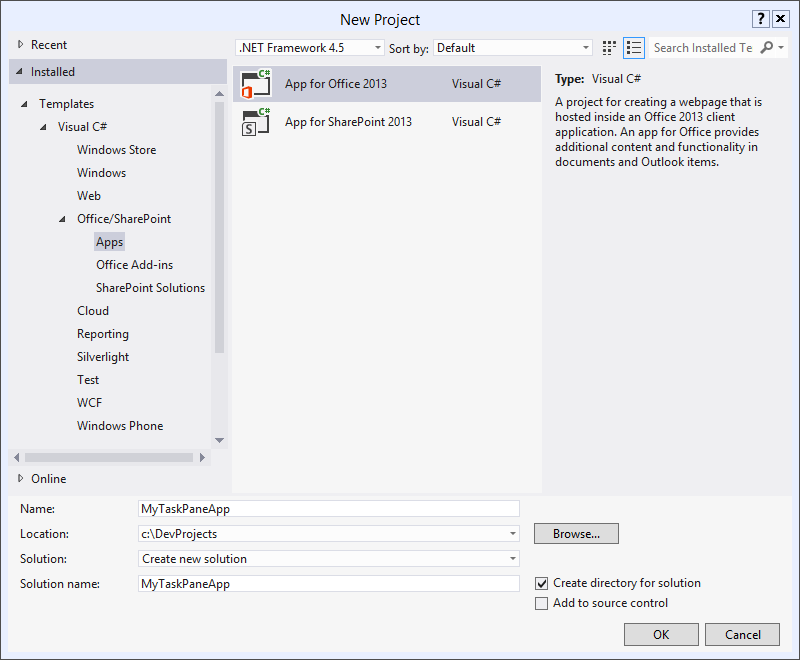 New Project
?
Recent
Installed
Templates
Visual C#
Windows Store
Windows
Web
Office/SharePoint
Apps
Office Add-ins
SharePoint Solutions
Cloud
Reporting
Silverlight
Test
WCF
Windows Phone
Online
.NET Framework 4.5 Sort by: Default Search Installed Te
C# App for Office 2013 Visual C#
C# S App for SharePoint 2013 Visual C#
Type: Visual C#
A project for creating a webpage that is
hosted inside an Office 2013 client
application. An app for Office provides
additional content and functionality in
documents and Outlook items.
Name: MyTaskPaneApp
Location: c:\DevProjects Browse...
Solution: Create new solution
Solution name: MyTaskPaneApp
Create directory for solution
Add to source control
OK Cancel